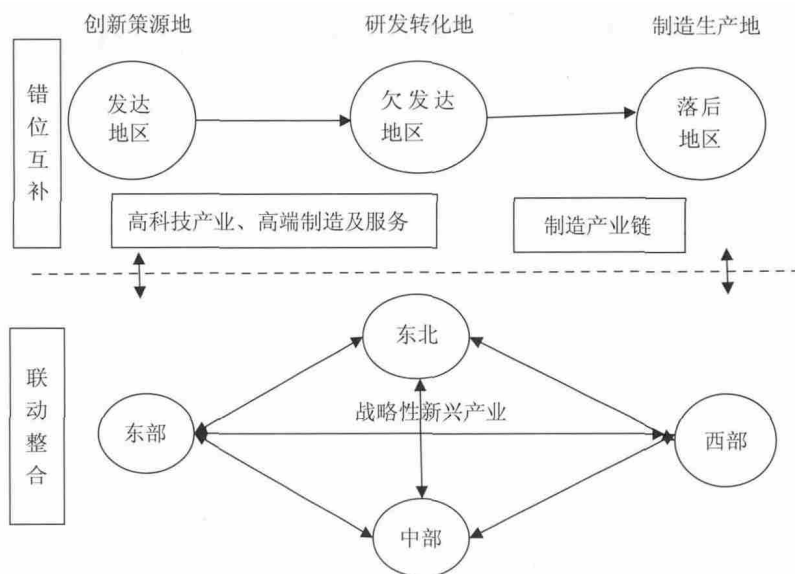 创新策源地
研发转化地
制造生产地
错位互补
发达
地区
欠发达
地区
落后
地区
高科技产业、高端制造及服务
制造产业链
联动整合
东北
战略性新兴产业
东部
西部
中部